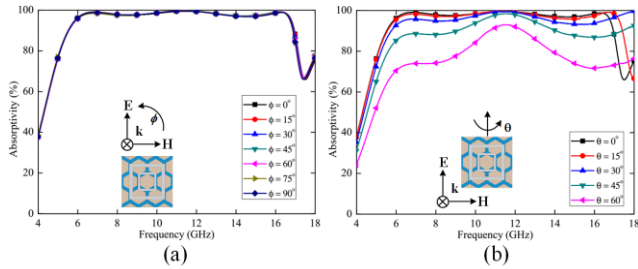 (a)
100
80
60
40
20
0
Absorptivity (%)
4 6 8 10 12 14 16 18
Frequency (GHz)
E
ϕ
k
H
ϕ = 0°
ϕ = 15°
ϕ = 30°
ϕ = 45°
ϕ = 60°
ϕ = 75°
ϕ = 90°
(a)
(b)
100
80
60
40
20
0
Absorptivity (%)
4 6 8 10 12 14 16 18
Frequency (GHz)
θ
E
k
H
θ = 0°
θ = 15°
θ = 30°
θ = 45°
θ = 60°
(b)